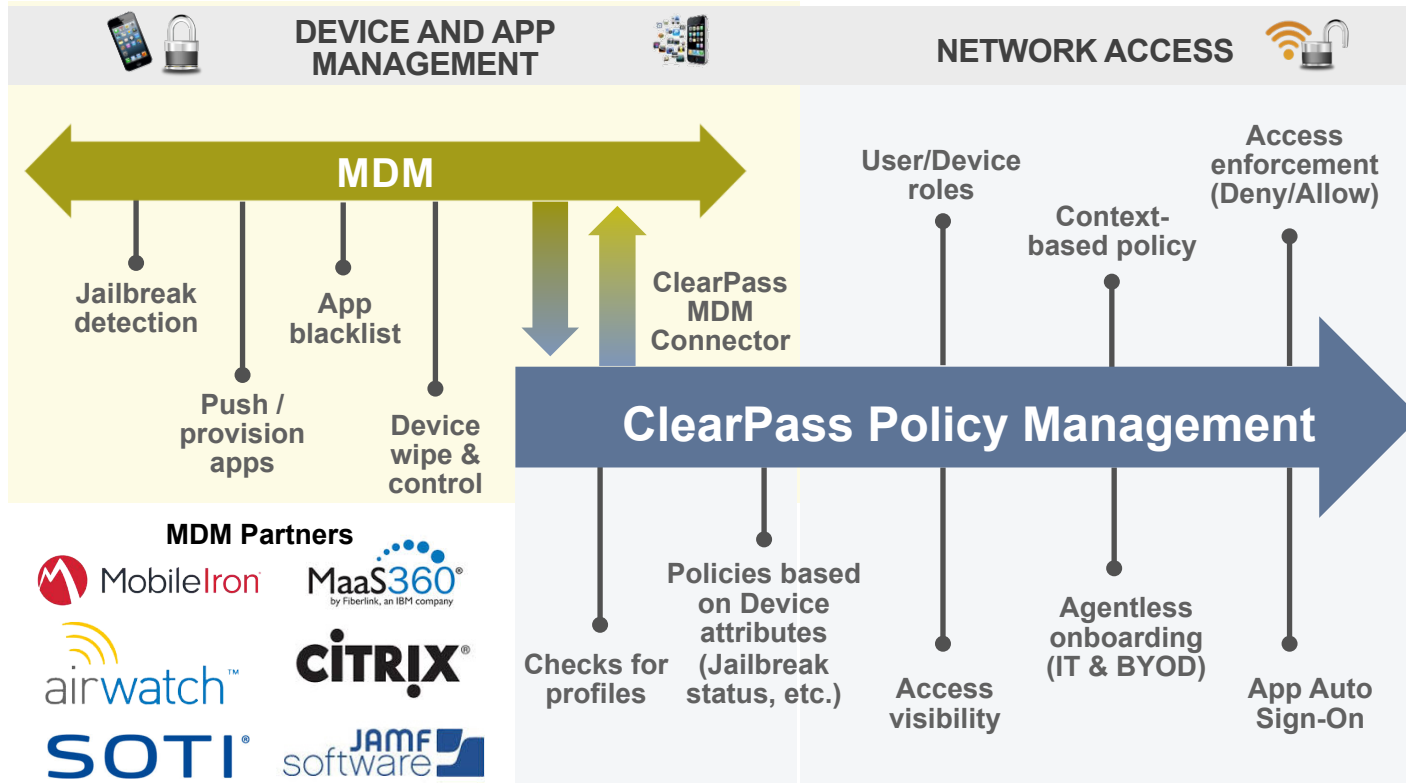 DEVICE AND APP
MANAGEMENT
NETWORK ACCESS
MDM
Jailbreak
detection
Push /
provision
apps
App
blacklist
Device
wipe &
control
ClearPass
MDM
Connector
User/Device
roles
Context-
based policy
Access
enforcement
(Deny/Allow)
ClearPass Policy Management
Checks for
profiles
Policies based
on Device
attributes
(Jailbreak
status, etc.)
Access
visibility
Agentless
onboarding
(IT & BYOD)
App Auto
Sign-On
MDM Partners
MobileIron
MaaS360®
by Fiberlink, an IBM company
airwatch™
CITRIX®
SOTI®
JAMF
software